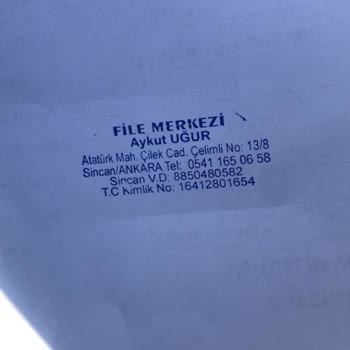 FİLE MERKEZİ
Aykut UĞUR
Atatürk Mah. Çilek Cad. Çelimli No: 13/8
Sincan/ANKARA Tel: 0541 165 06 58
Sincan V.D: 8850480582
T.C Kimlik No: 16412801654